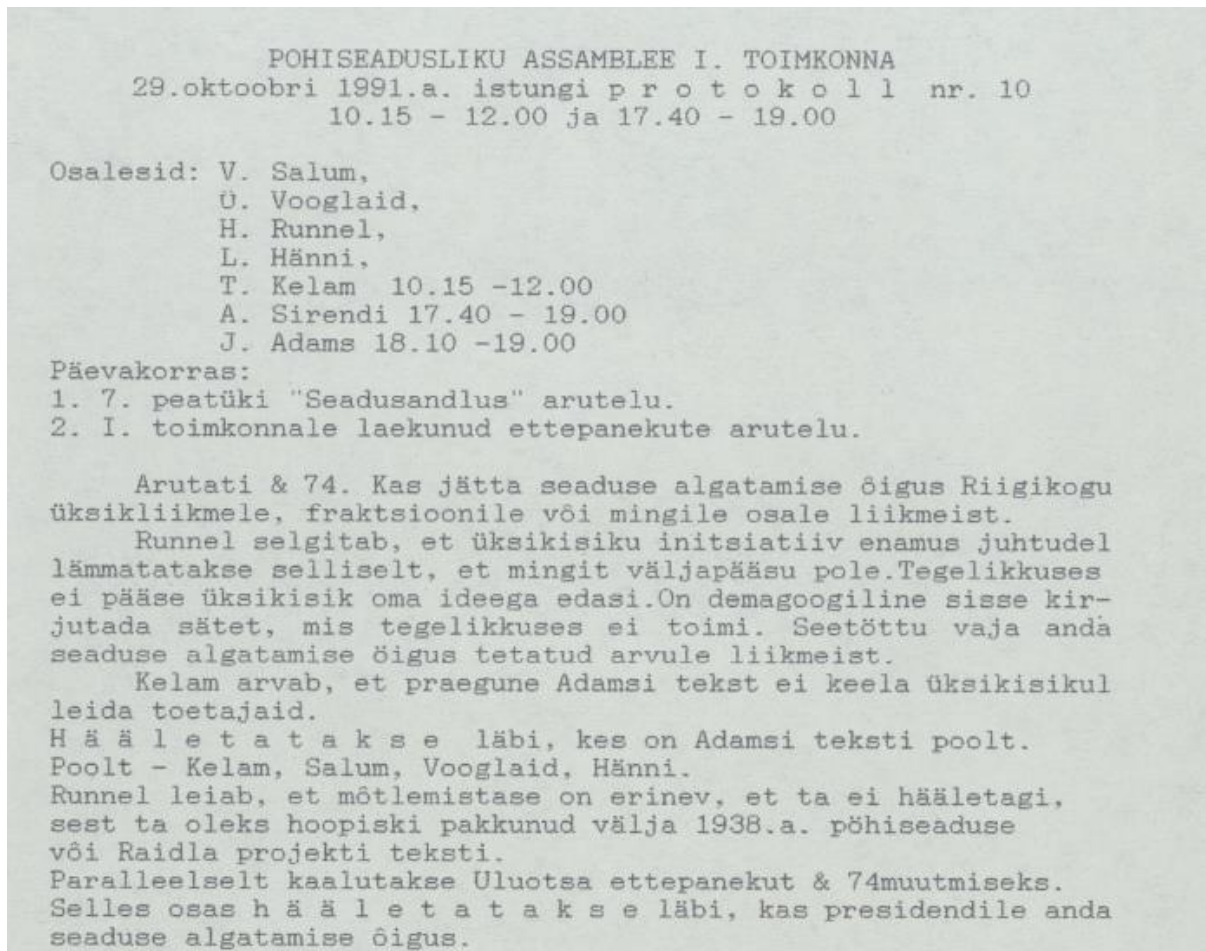 POHISEADUSLIKU ASSAMBLEE I. TOIMKONNA
29.oktoobri 1991.a. istungi p r o t o k o l l nr. 10
10.15 - 12.00 ja 17.40 - 19.00
Osalesid: V. Salum,
Ü. Vooglaid,
H. Runnel,
L. Hänni,
T. Kelam 10.15 -12.00
A. Sirendi 17.40 - 19.00
J. Adams 18.10 -19.00
Päevakorras:
1. 7. peatüki "Seadusandlus" arutelu.
2. I. toimkonnale laekunud ettepanekute arutelu.
Arutati & 74. Kas jätta seaduse algatamise ôigus Riigikogu
üksikliikmele, fraktsioonile vôi mingile osale liikmeist.
Runnel selgitab, et üksikisiku initsiatiiv enamus juhtudel
lämmatatakse selliselt, et mingit väljapääsu pole.Tegelikkuses
ei pääse üksikisik oma ideega edasi.On demagoogiline sisse kir-
jutada sätet, mis tegelikkuses ei toimi. Seetöttu vaja anda
seaduse algatamise öigus tetatud arvule liikmeist.
Kelam arvab, et praegune Adamsi tekst ei keela üksikisikul
leida toetajaid.
H ä ä l e t a t a k s e läbi, kes on Adamsi teksti poolt.
Poolt - Kelam, Salum, Vooglaid, Hänni.
Runnel leiab, et môtlemistase on erinev, et ta ei hääletagi,
sest ta oleks hoopiski pakkunud välja 1938.a. pöhiseaduse
vôi Raidla projekti teksti.
Paralleelselt kaalutakse Uluotsa ettepanekut & 74muutmiseks.
Selles osas h ä ä l e t a t a k s e läbi, kas presidendile anda
seaduse algatamise ôigus.